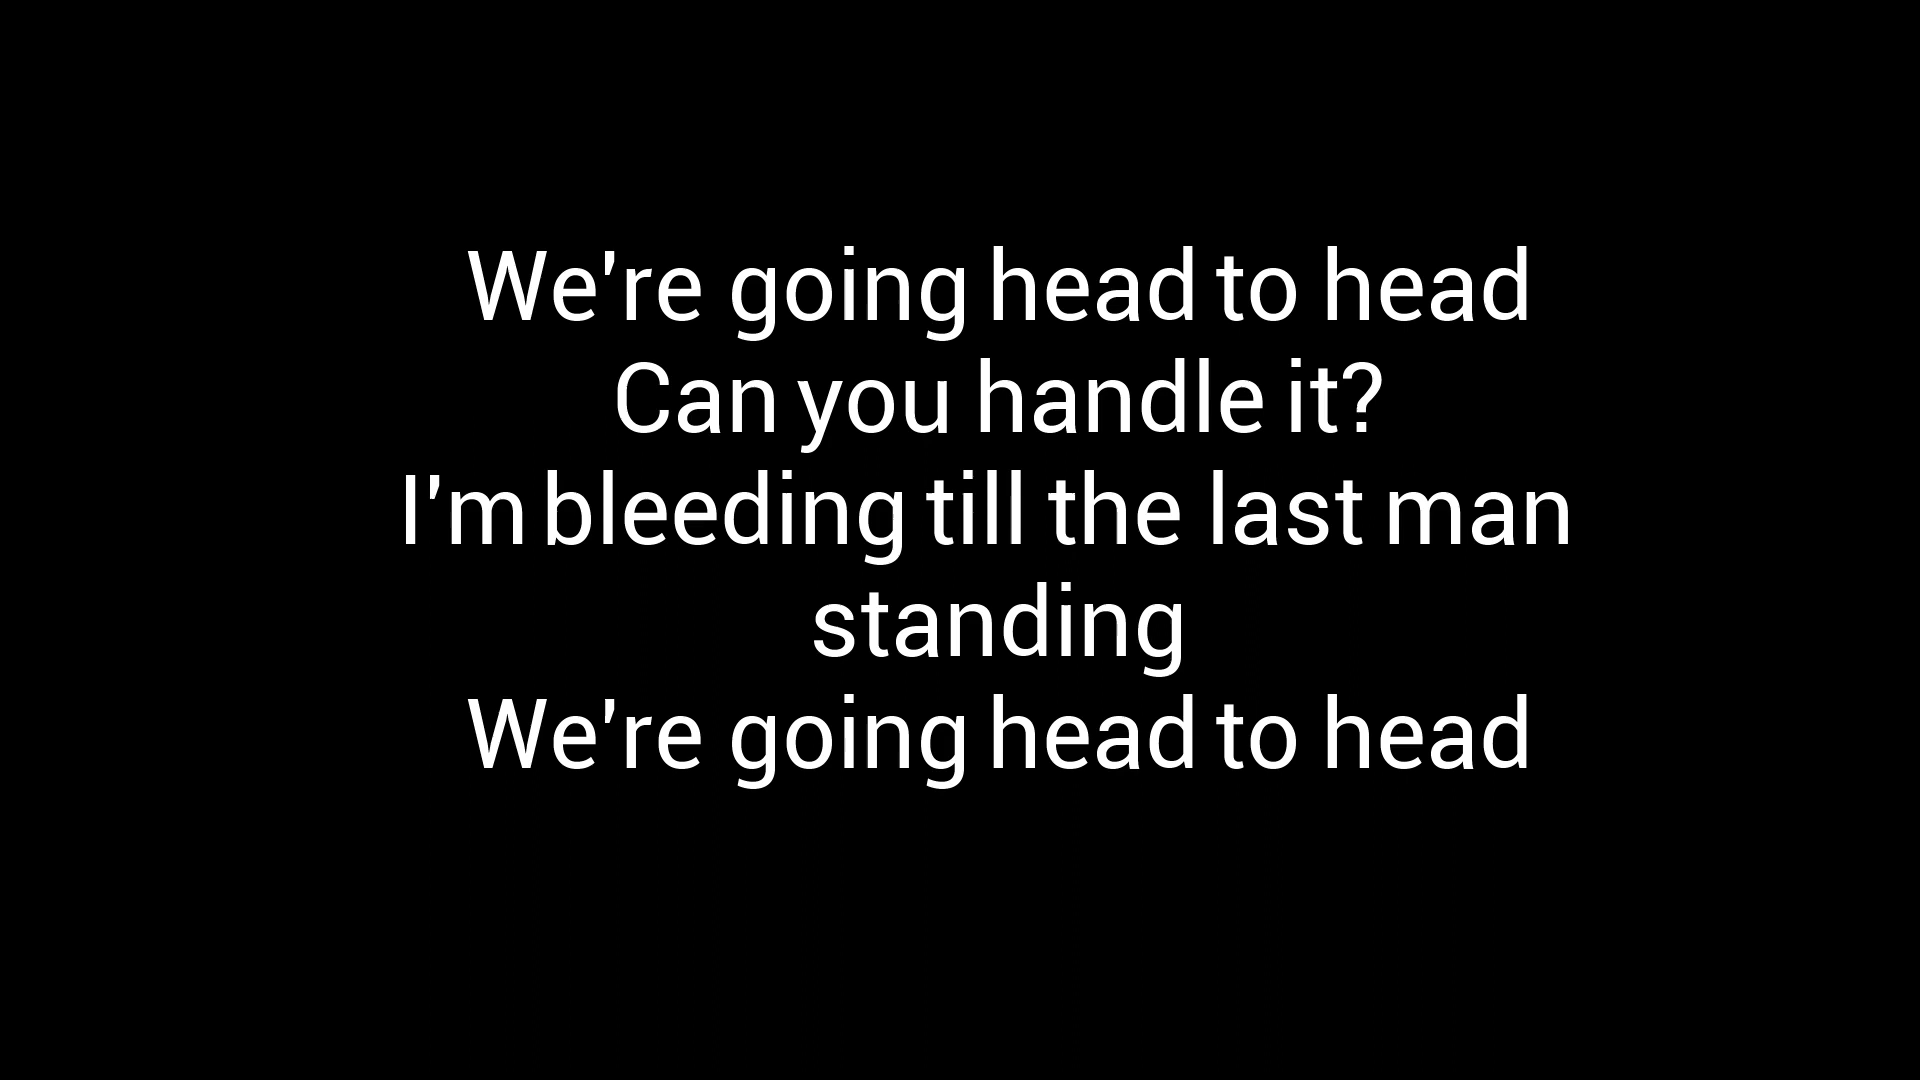 We're going head to head
Can you handle it?
I'm bleeding till the last man
standing
We're going head to head